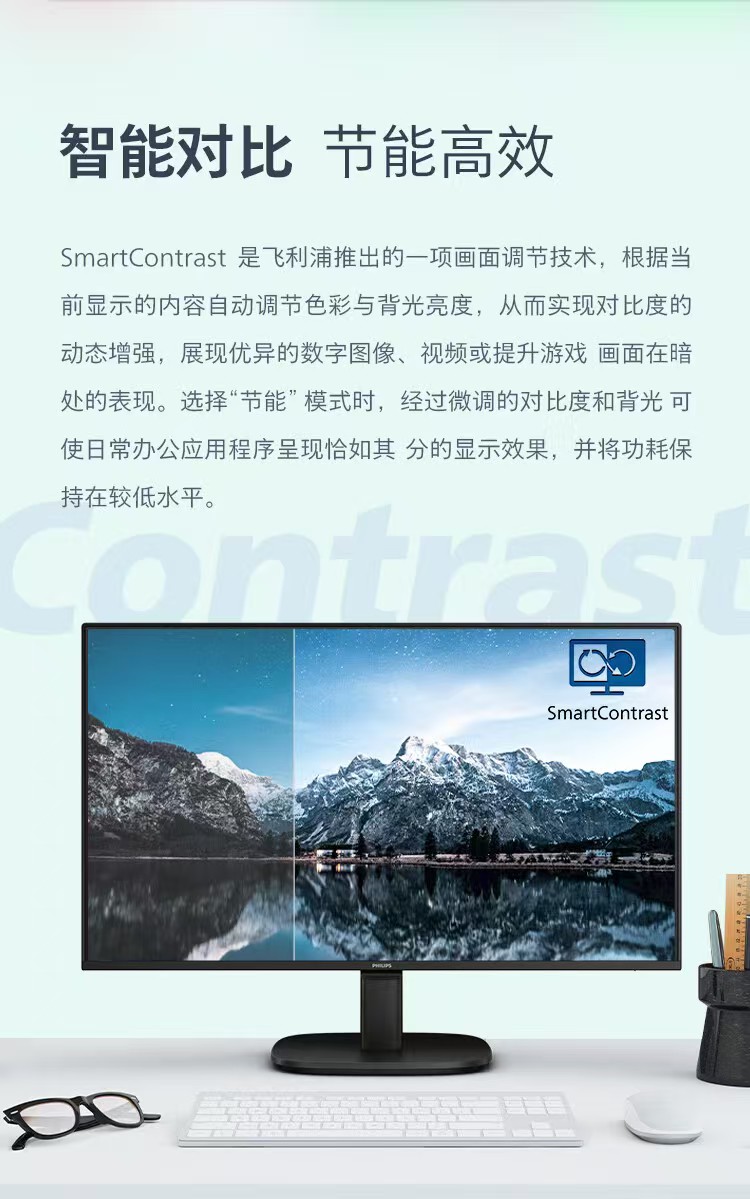 智能对比 节能高效
SmartContrast 是飞利浦推出的一项画面调节技术，根据当
前显示的内容自动调节色彩与背光亮度，从而实现对比度的
动态增强，展现优异的数字图像、视频或提升游戏 画面在暗
处的表现。选择“节能” 模式时，经过微调的对比度和背光 可
使日常办公应用程序呈现恰如其 分的显示效果，并将功耗保
持在较低水平。
Contrast
SmartContrast
PHILIPS